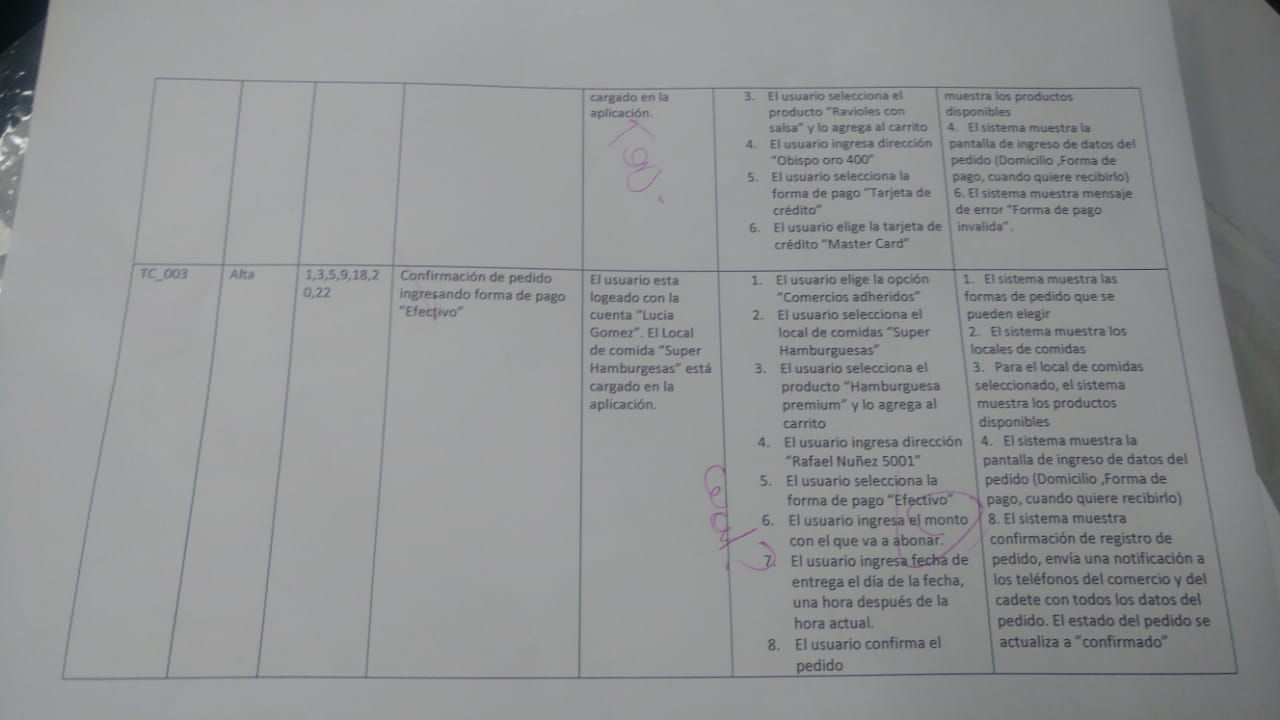 cargado en la
aplicación.
3. El usuario selecciona el
producto "Ravioles con
salsa" y lo agrega al carrito
4. El usuario ingresa dirección
"Obispo oro 400"
5. El usuario selecciona la
forma de pago "Tarjeta de
crédito"
6. El usuario elige la tarjeta de
crédito "Master Card"
muestra los productos
disponibles
4. El sistema muestra la
pantalla de ingreso de datos del
pedido (Domicilio ,Forma de
pago, cuando quiere recibirlo)
6. El sistema muestra mensaje
de error "Forma de pago
invalida".
TC_003
Alta
1,3,5,9,18,2
0,22
Confirmación de pedido
ingresando forma de pago
"Efectivo"
El usuario esta
logeado con la
cuenta "Lucia
Gomez". El Local
de comida "Super
Hamburgesas" está
cargado en la
aplicación.
1. El usuario elige la opción
"Comercios adheridos"
2. El usuario selecciona el
local de comidas "Super
Hamburguesas"
3. El usuario selecciona el
producto "Hamburguesa
premium" y lo agrega al
carrito
4. El usuario ingresa dirección
"Rafael Nuñez 5001"
5. El usuario selecciona la
forma de pago "Efectivo"
6. El usuario ingresa el monto
con el que va a abonar.
7. El usuario ingresa fecha de
entrega el día de la fecha,
una hora después de la
hora actual.
8. El usuario confirma el
pedido
1. El sistema muestra las
formas de pedido que se
pueden elegir
2. El sistema muestra los
locales de comidas
3. Para el local de comidas
seleccionado, el sistema
muestra los productos
disponibles
4. El sistema muestra la
pantalla de ingreso de datos del
pedido (Domicilio ,Forma de
pago, cuando quiere recibirlo)
8. El sistema muestra
confirmación de registro de
pedido, envía una notificación a
los teléfonos del comercio y del
cadete con todos los datos del
pedido. El estado del pedido se
actualiza a "confirmado"